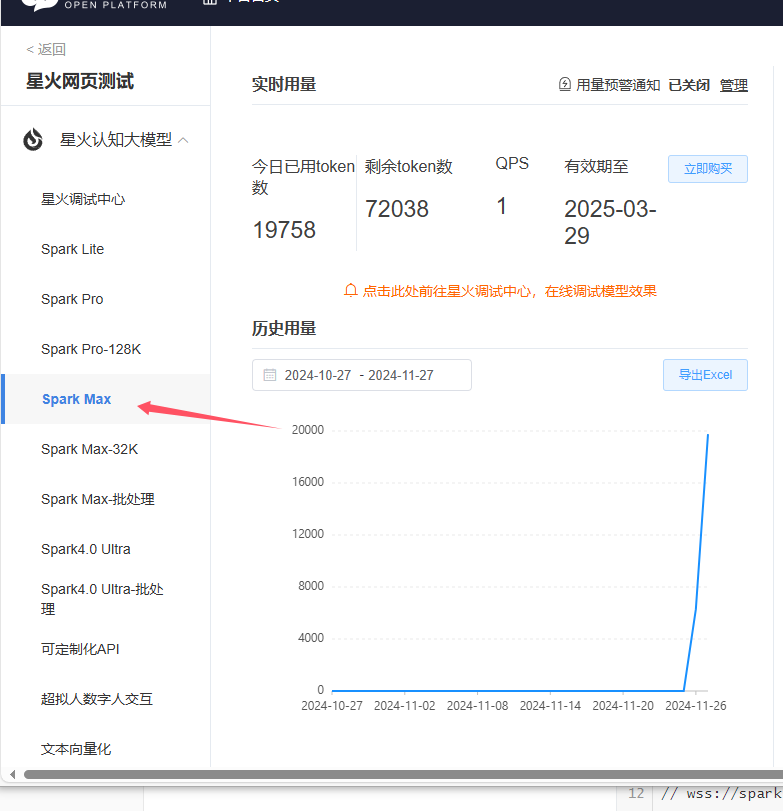 OPEN PLATFORM
< 返回
星火网页测试
星火认知大模型
星火调试中心
Spark Lite
Spark Pro
Spark Pro-128K
Spark Max
Spark Max-32K
Spark Max-批处理
Spark4.0 Ultra
Spark4.0 Ultra-批处
理
可定制化API
超拟人数字人交互
文本向量化
实时用量
用量预警通知 已关闭 管理
今日已用token
数
19758
剩余token数
72038
QPS
1
有效期至
2025-03-
29
立即购买
点击此处前往星火调试中心，在线调试模型效果
历史用量
2024-10-27 - 2024-11-27
导出Excel
20000
16000
12000
8000
4000
0
2024-10-27 2024-11-02 2024-11-08 2024-11-14 2024-11-20 2024-11-26
12 // wss://spark